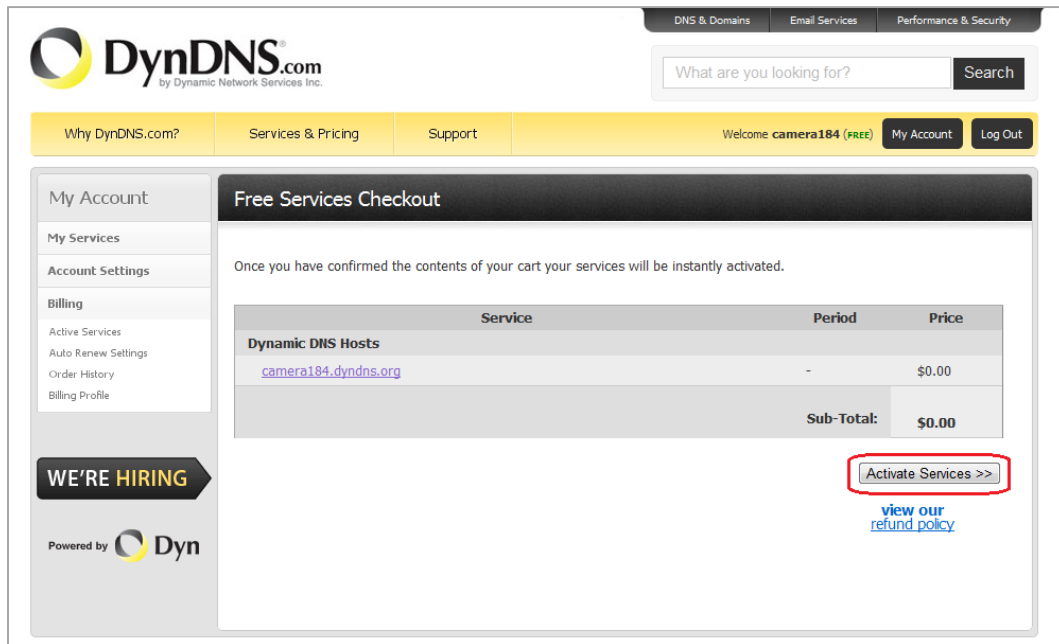 DNS & Domains Email Services Performance & Security
DynDNS.com
by Dynamic Network Services Inc.
What are you looking for? Search
Why DynDNS.com? Services & Pricing Support Welcome camera184 (FREE) My Account Log Out
My Account
My Services
Account Settings
Billing
Active Services
Auto Renew Settings
Order History
Billing Profile
WE'RE HIRING
Powered by Dyn
Free Services Checkout
Once you have confirmed the contents of your cart your services will be instantly activated.
Service Period Price
Dynamic DNS Hosts
camera184.dyndns.org - $0.00
Sub-Total: $0.00
Activate Services >>
view our
refund policy